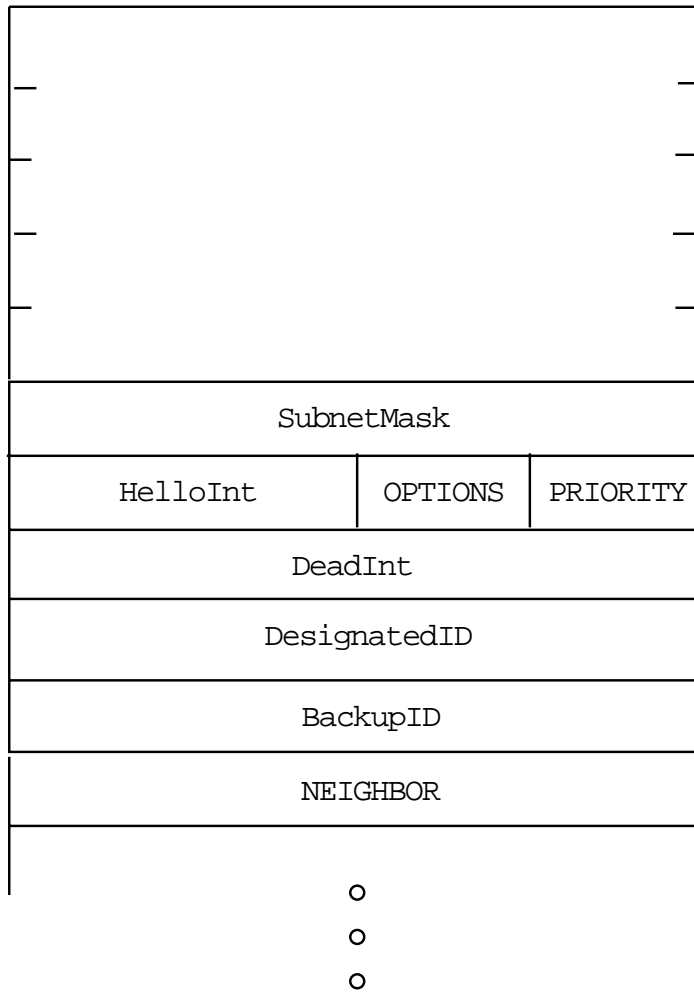 SubnetMask
HelloInt OPTIONS PRIORITY
DeadInt
DesignatedID
BackupID
NEIGHBOR